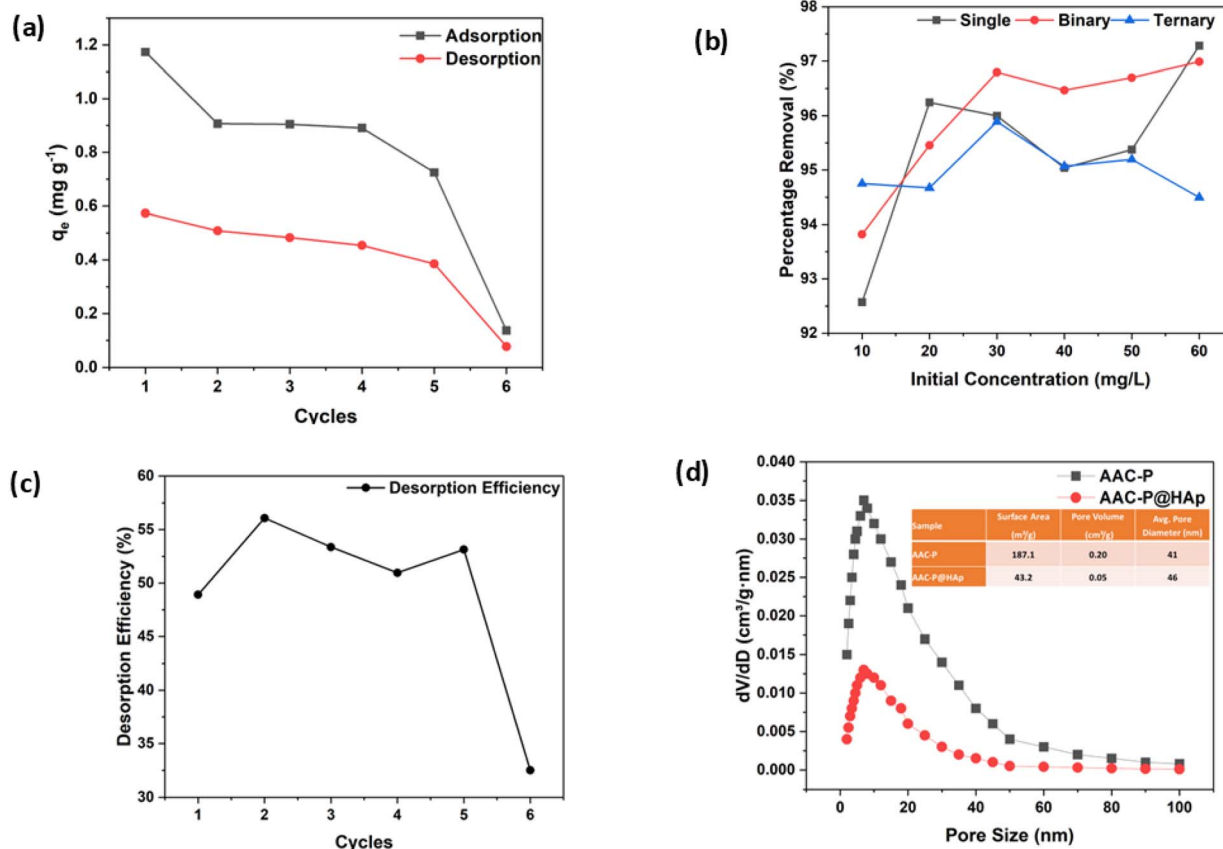 (a)
Adsorption
Desorption
1.2
1.0
0.8
0.6
0.4
0.2
0.0
qₑ (mg g⁻¹)
1 2 3 4 5 6
Cycles
(b)
Single Binary Ternary
98
97
96
95
94
93
92
Percentage Removal (%)
10 20 30 40 50 60
Initial Concentration (mg/L)
(c)
Desorption Efficiency
60
55
50
45
33
30
Desorption Efficiency (%)
1 2 3 4 5 6
Cycles
(d)
AAC-P
AAC-P@HAp
0.040
0.035
0.030
0.025
0.020
0.015
0.010
0.005
0.000
dV/dD (cm³/g·nm)
Sample Surface Area (m²/g) Pore Volume (cm³/g) Avg. Pore Diameter (nm)
AAC-P 187.1 0.20 41
AAC-P@HAp 43.2 0.05 46
0 20 40 60 80 100
Pore Size (nm)